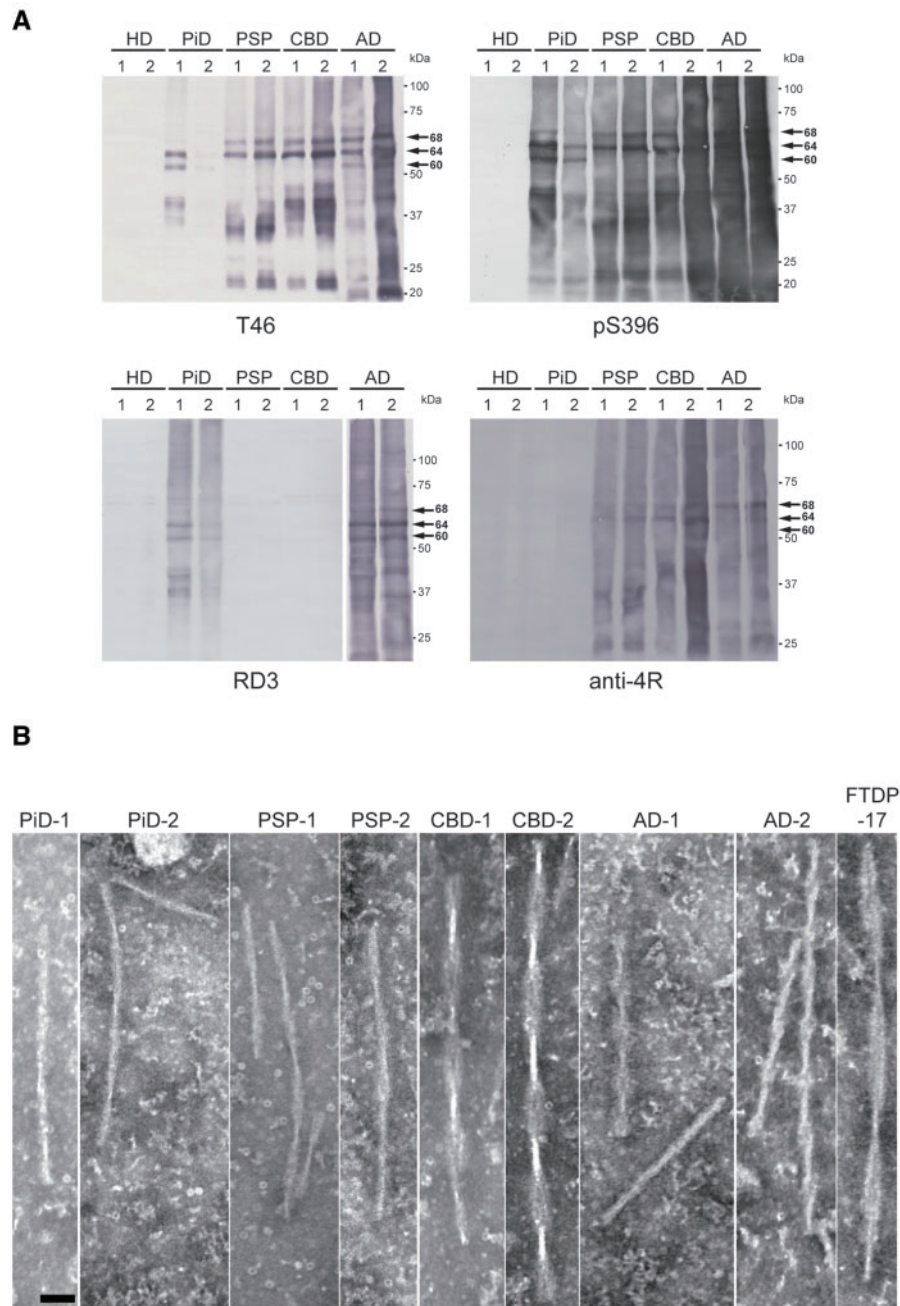 A
HD PiD PSP CBD AD
1 2 1 2 1 2 1 2 1 2
kDa
100
75
68
64
60
50
37
25
20
T46
HD PiD PSP CBD AD
1 2 1 2 1 2 1 2 1 2
kDa
100
75
68
64
60
50
37
25
20
pS396
HD PiD PSP CBD AD
1 2 1 2 1 2 1 2 1 2
kDa
100
75
68
64
60
50
37
25
RD3
HD PiD PSP CBD AD
1 2 1 2 1 2 1 2 1 2
kDa
100
75
68
64
60
50
37
25
anti-4R
B
PiD-1 PiD-2 PSP-1 PSP-2 CBD-1 CBD-2 AD-1 AD-2 FTDP
-17